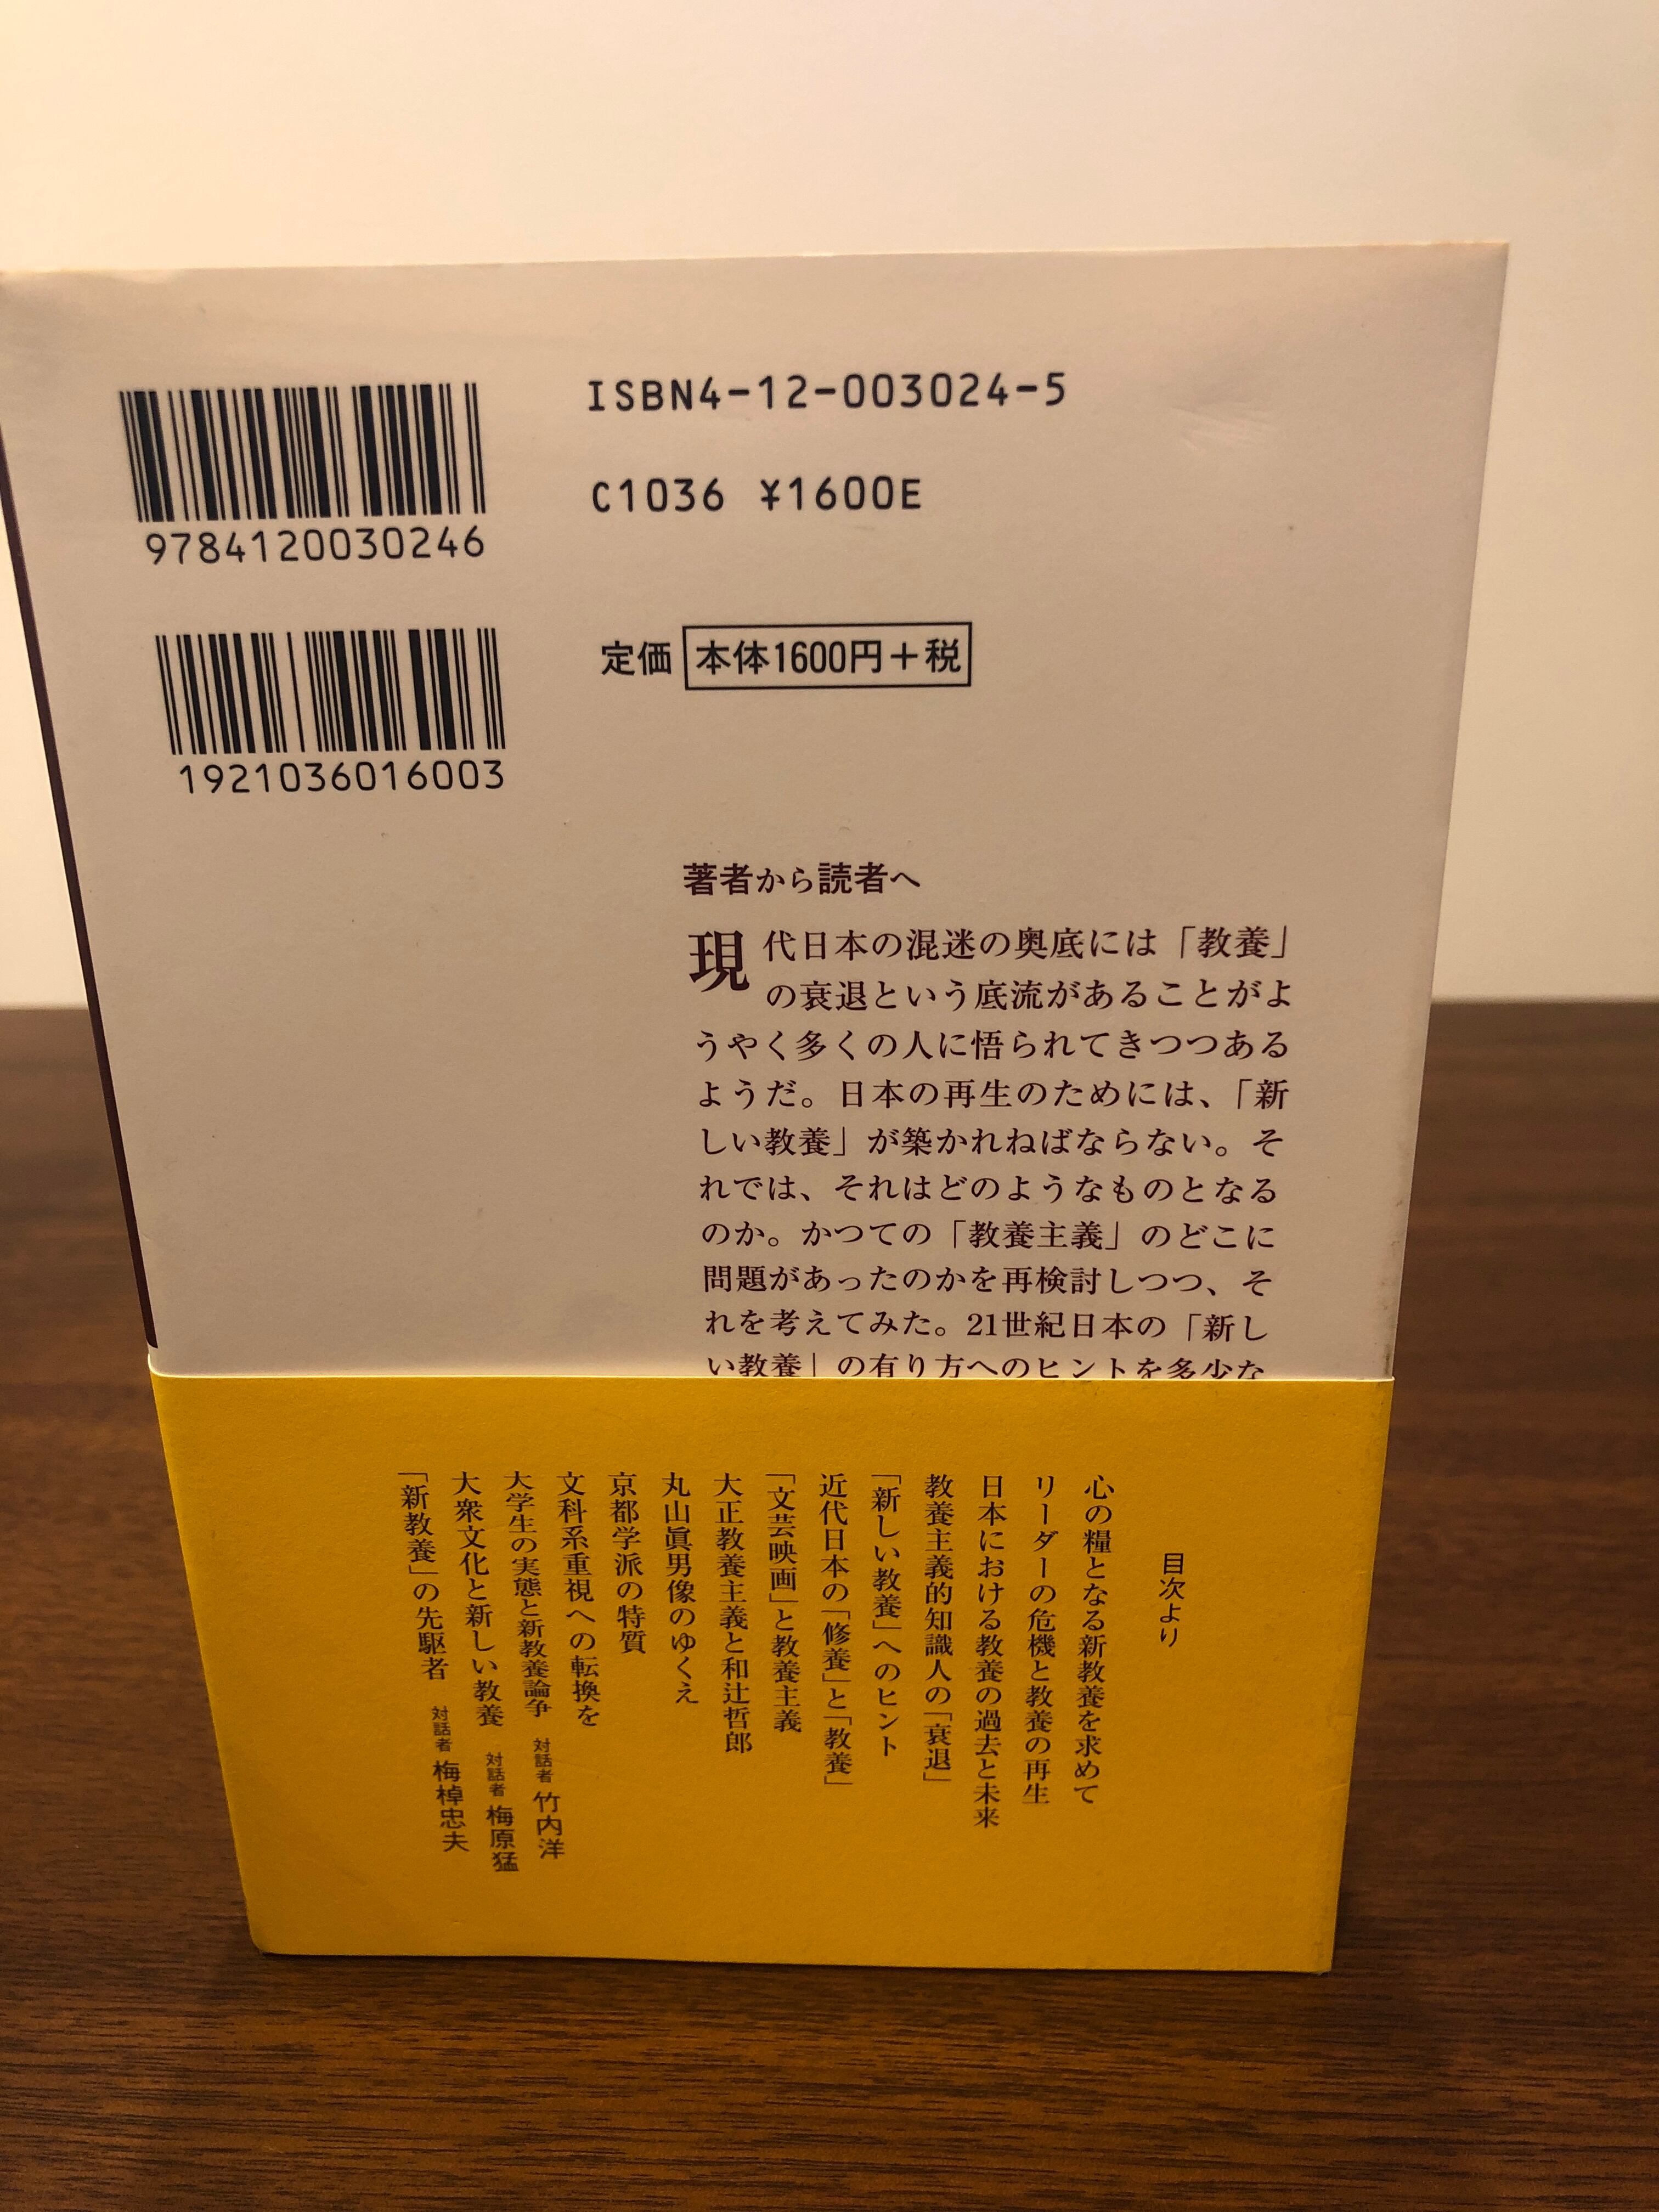 ISBN4-12-003024-5
C1036 ¥1600E
9784120030246
定価 本体1600円+税
1921036016003
著者から読者へ
現代日本の混迷の奥底には「教養」
の衰退という底流があることがよ
うやく多くの人に悟られてきつつある
ようだ。日本の再生のためには、「新
しい教養」が築かれねばならない。そ
れでは、それはどのようなものとなる
のか。かつての「教養主義」のどこに
問題があったのかを再検討しつつ、そ
れを考えてみた。21世紀日本の「新し
い教養」の有り方へのヒントを多少な
目次より
心の糧となる新教養を求めて
リーダーの危機と教養の再生
日本における教養の過去と未来
教養主義的知識人の「衰退」
「新しい教養」へのヒント
近代日本の「修養」と「教養」
「文芸映画」と教養主義
大正教養主義と和辻哲郎
丸山眞男像のゆくえ
京都学派の特質
文科系重視への転換を
大学生の実態と新教養論争 対話者 竹内洋
大衆文化と新しい教養 対話者 梅原猛
「新教養」の先駆者 対話者 梅棹忠夫